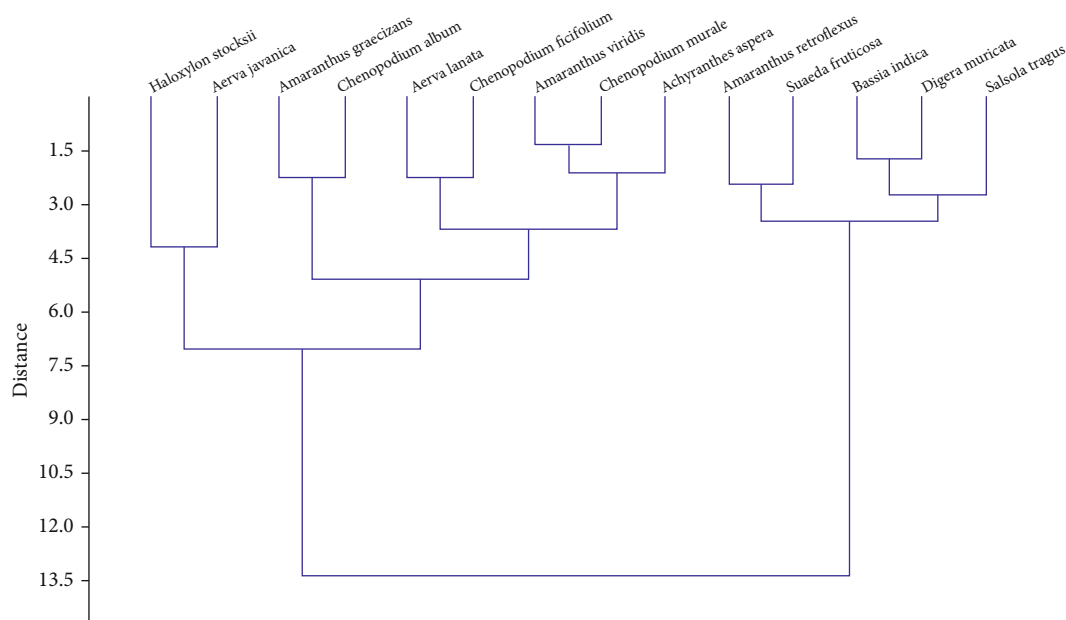 Haloxylon stocksii
Aerva javanica
Amaranthus graecizans
Chenopodium album
Aerva lanata
Chenopodium ficifolium
Amaranthus viridis
Chenopodium murale
Achyranthes aspera
Amaranthus retroflexus
Suaeda fruticosa
Bassia indica
Digera muricata
Salsola tragus
1.5
3.0
4.5
6.0
7.5
9.0
10.5
12.0
13.5
Distance